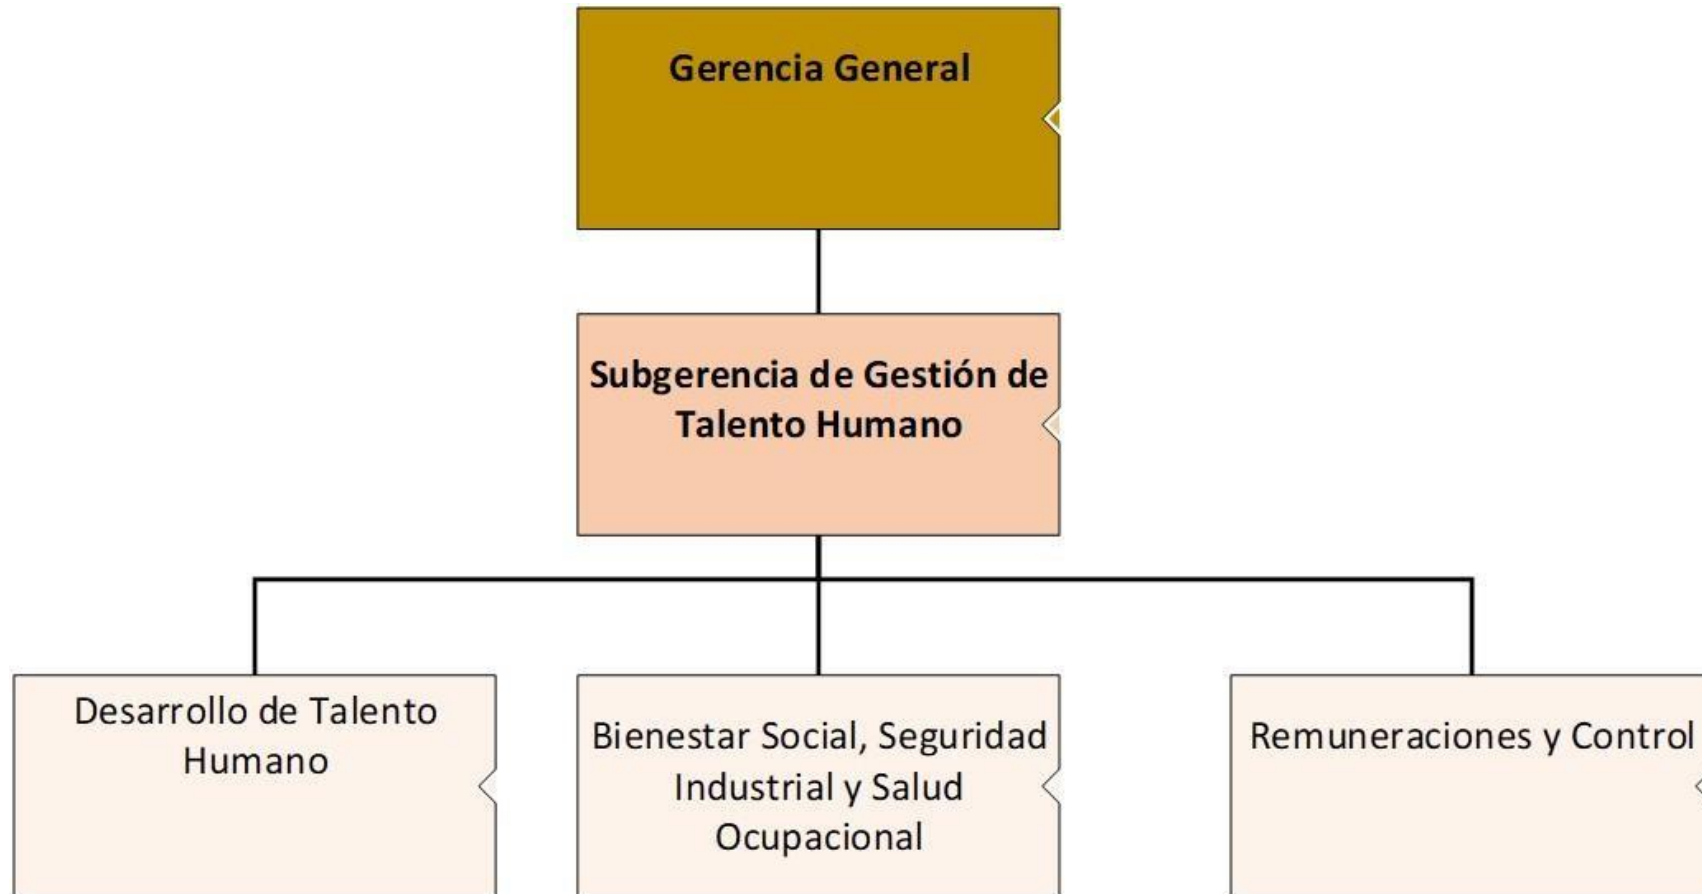 Gerencia General
Subgerencia de Gestión de
Talento Humano
Desarrollo de Talento
Humano
Bienestar Social, Seguridad
Industrial y Salud
Ocupacional
Remuneraciones y Control